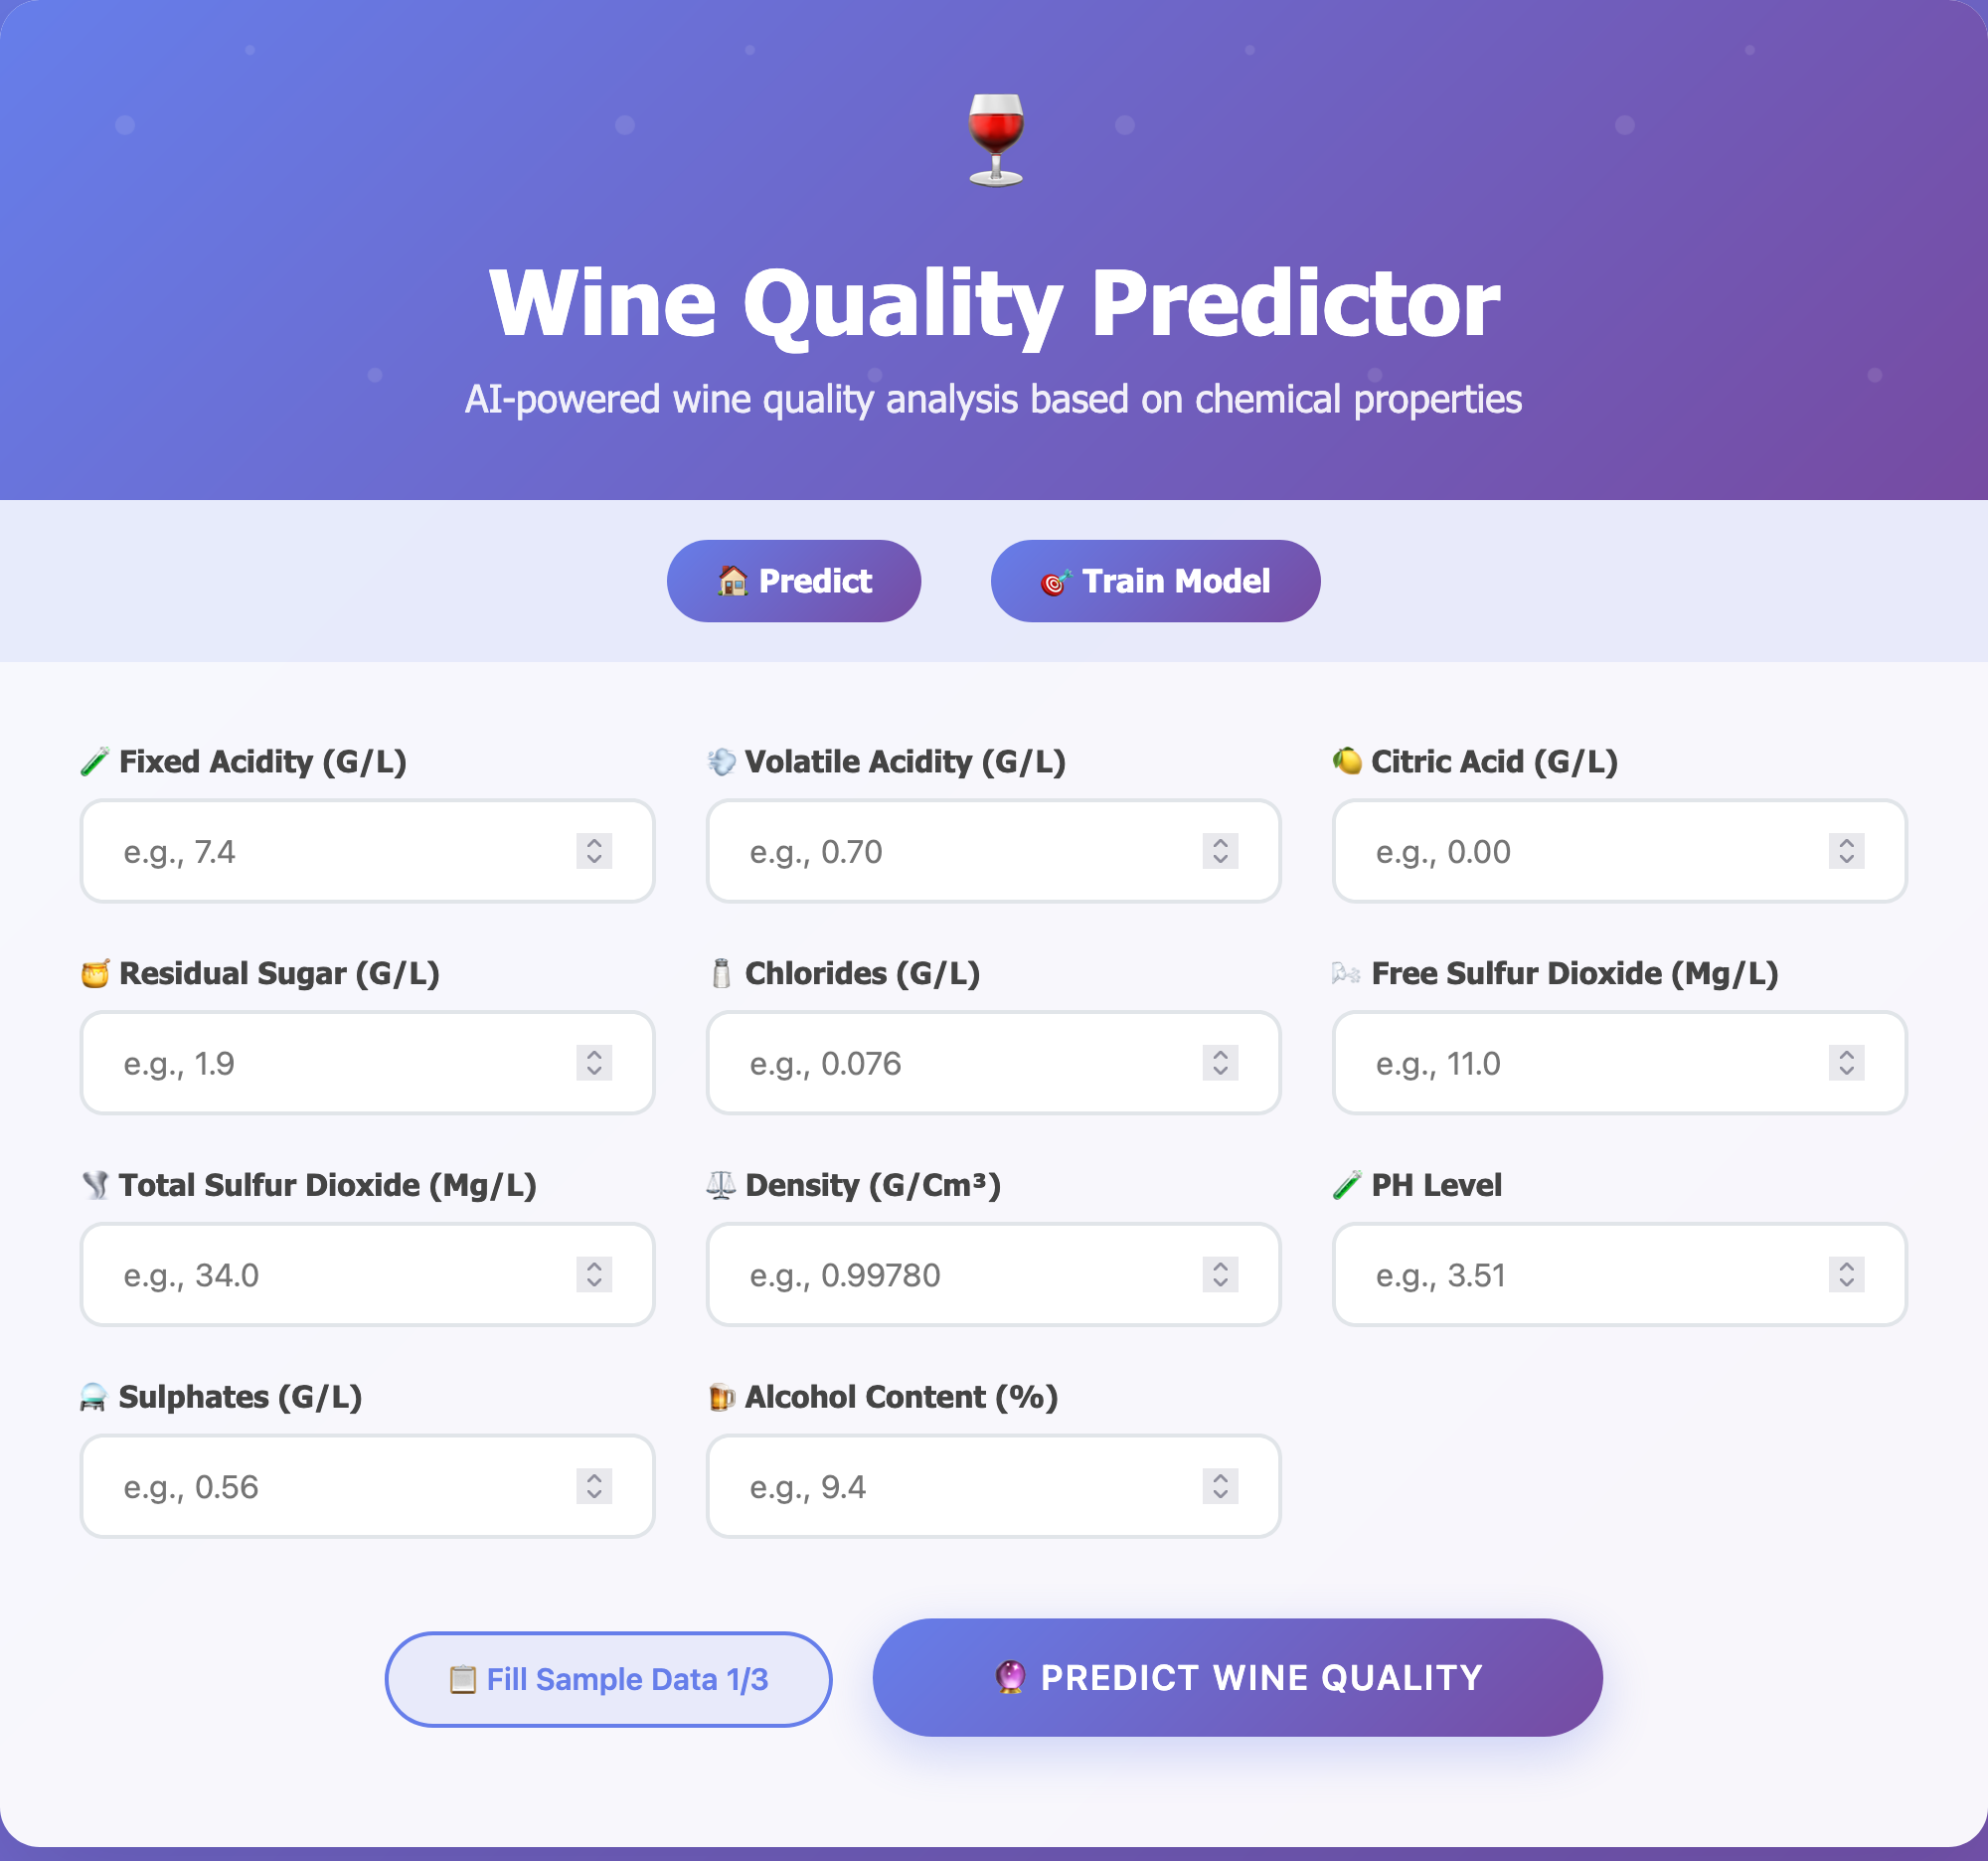 Wine Quality Predictor
AI-powered wine quality analysis based on chemical properties
Predict
Train Model
Fixed Acidity (G/L)
Volatile Acidity (G/L)
Citric Acid (G/L)
e.g., 7.4
e.g., 0.70
e.g., 0.00
Residual Sugar (G/L)
Chlorides (G/L)
Free Sulfur Dioxide (Mg/L)
e.g., 1.9
e.g., 0.076
e.g., 11.0
Total Sulfur Dioxide (Mg/L)
Density (G/Cm³)
PH Level
e.g., 34.0
e.g., 0.99780
e.g., 3.51
Sulphates (G/L)
Alcohol Content (%)
e.g., 0.56
e.g., 9.4
Fill Sample Data 1/3
PREDICT WINE QUALITY